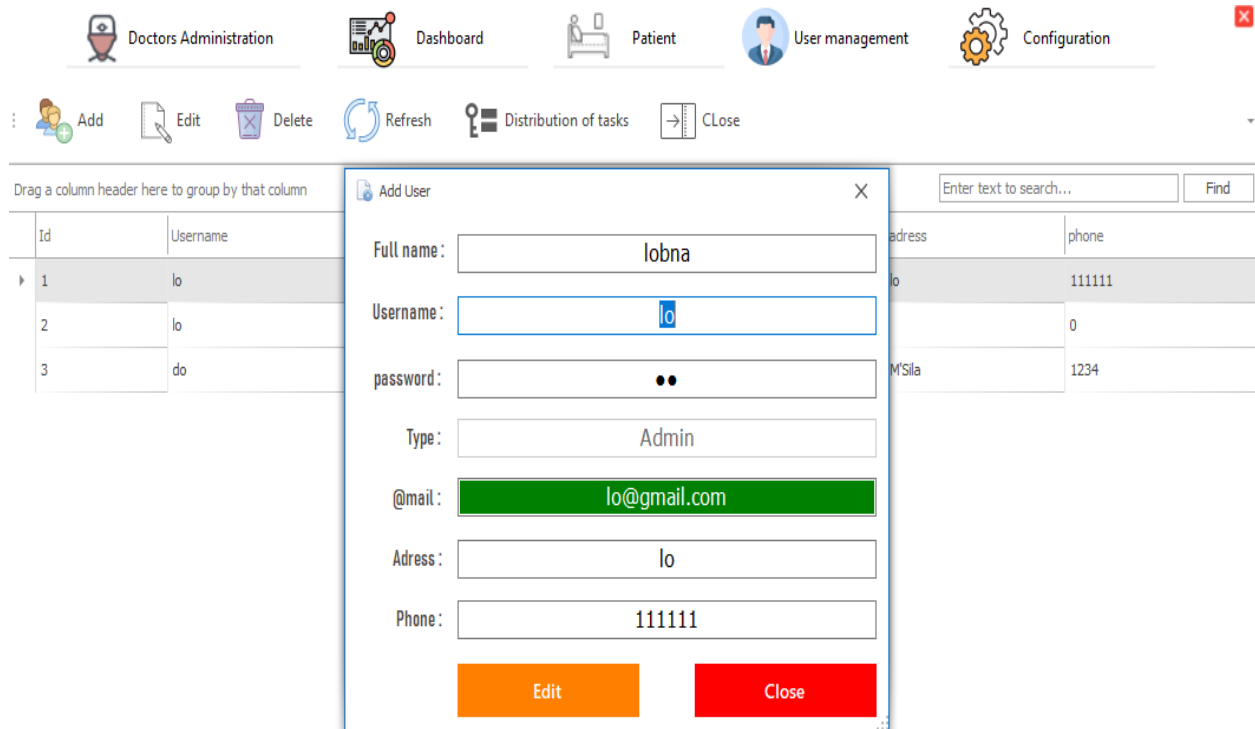 Doctors Administration Dashboard Patient User management Configuration
Add Edit Delete Refresh Distribution of tasks CLose
Drag a column header here to group by that column Enter text to search... Find
Id Username adress phone
1 lo lo 111111
2 lo 0
3 do M'Sila 1234
Add User
Full name : lobna
Username : lo
password : ●●
Type : Admin
@mail : lo@gmail.com
Adress : lo
Phone : 111111
Edit Close